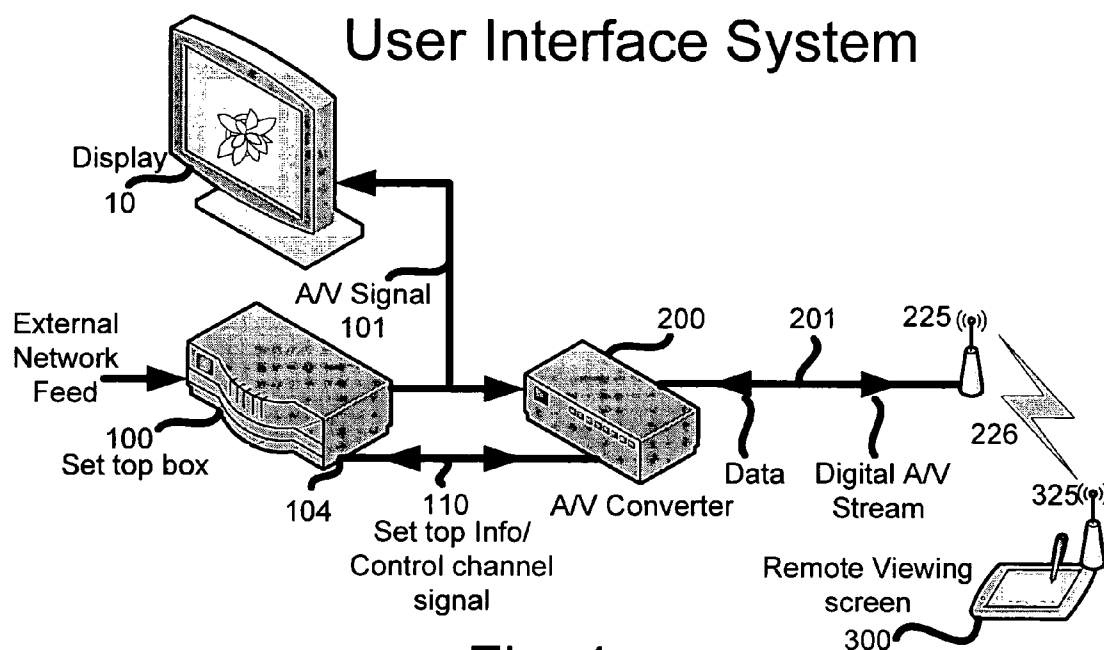 User Interface System
Display
10
A/V Signal
101
External
Network
Feed
200
201
225
100
Set top box
104
110
Set top Info/
Control channel
signal
A/V Converter
Data
Digital A/V
Stream
226
325
Remote Viewing
screen
300